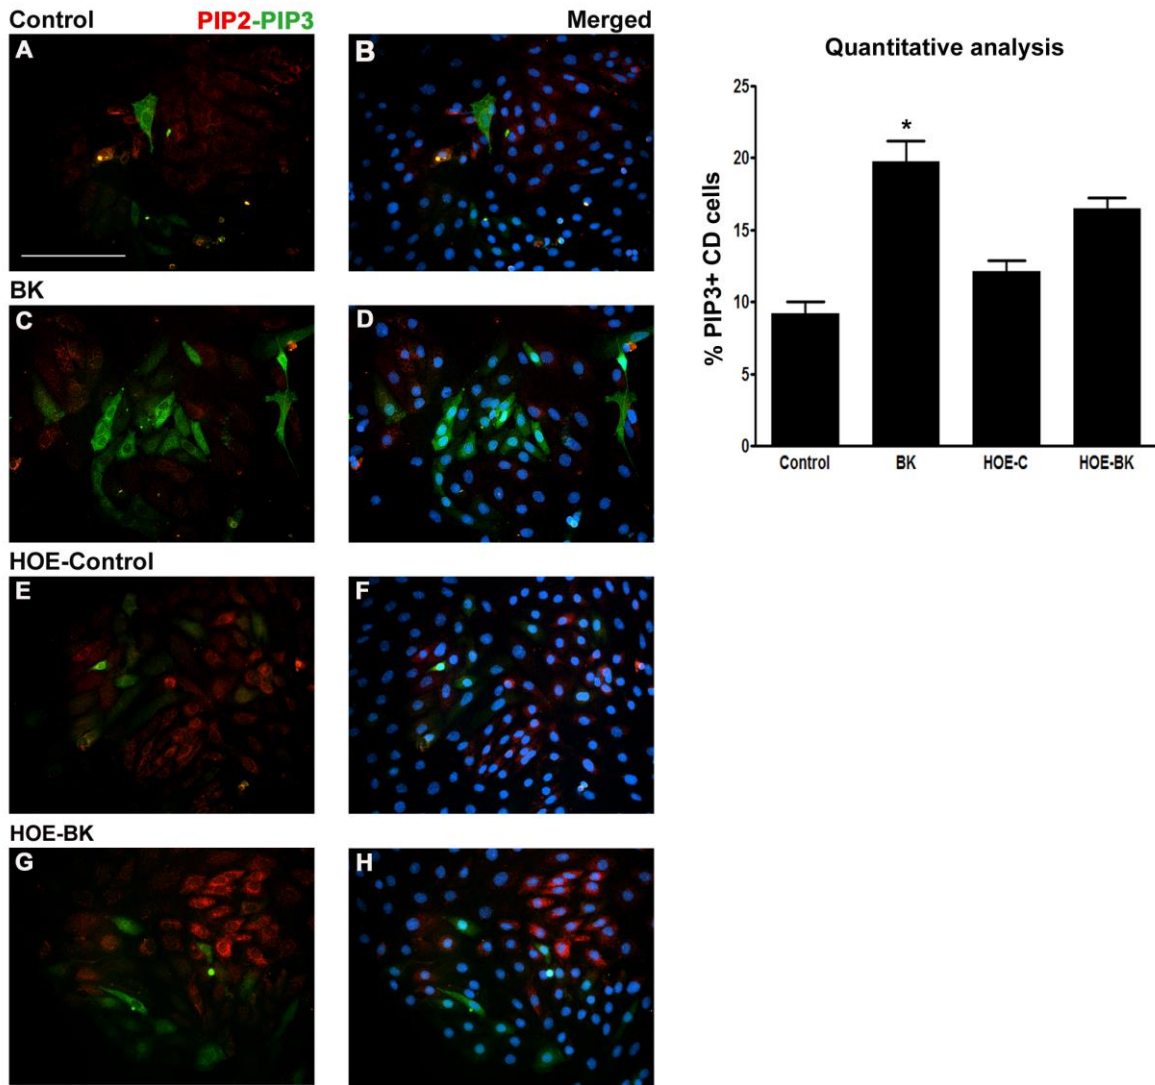 Control PIP2-PIP3 Merged
A
B
BK
C
D
HOE-Control
E
F
HOE-BK
G
H
Quantitative analysis
% PIP3+ CD cells
25
20
15
10
5
0
*
Control BK HOE-C HOE-BK